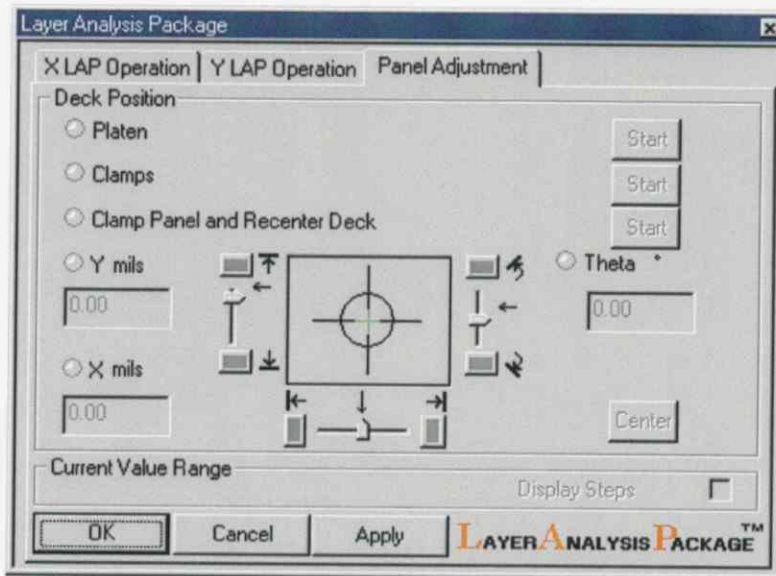 Layer Analysis Package
X LAP Operation
Y LAP Operation
Panel Adjustment
Deck Position
Platen
Start
Clamps
Start
Clamp Panel and Recenter Deck
Start
Y mils
Theta °
0.00
0.00
X mils
0.00
Center
Current Value Range
Display Steps
OK
Cancel
Apply
LAYER ANALYSIS PACKAGE™